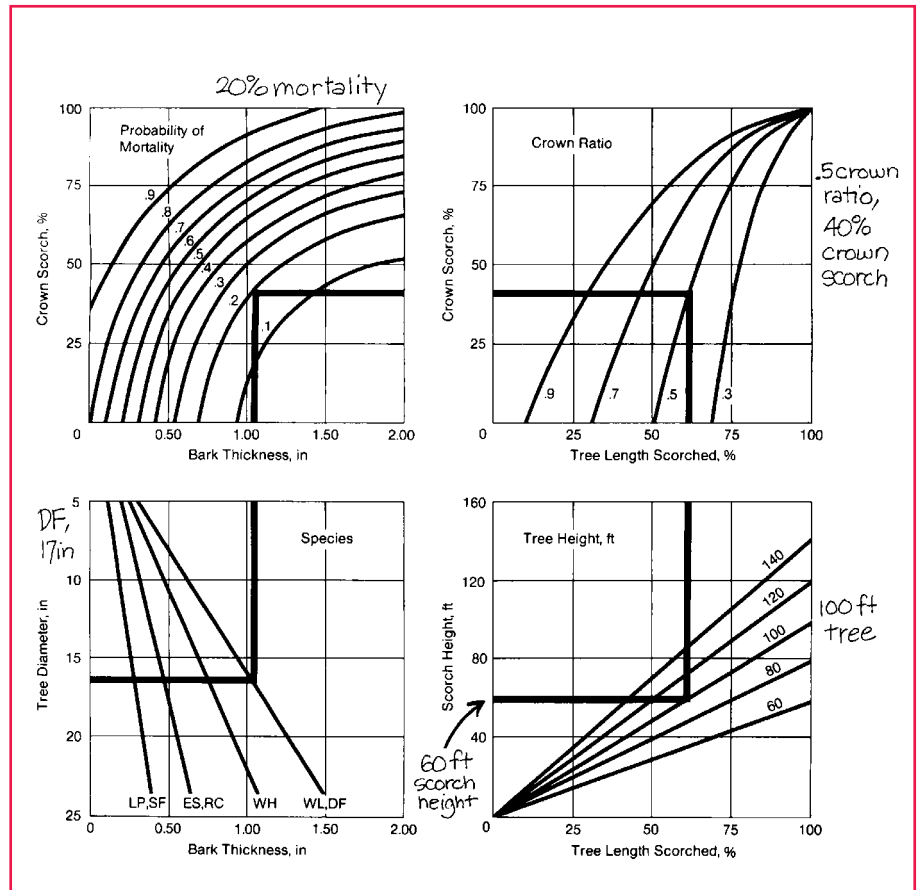 20% mortality
100
75
50
25
0
Crown Scorch, %
Probability of
Mortality
.9
.8
.7
.6
.5
.4
.3
.2
.1
0
0.50
1.00
1.50
2.00
Bark Thickness, in
100
75
50
25
Crown Scorch, %
Crown Ratio
.9
.7
.5
.3
0
25
50
75
100
Tree Length Scorched, %
.5 crown
ratio,
40%
crown
scorch
DF,
17in
5
10
15
20
25
Tree Diameter, in
Species
LP,SF
ES,RC
WH
WL,DF
0
0.50
1.00
1.50
2.00
Bark Thickness, in
160
120
80
40
0
Scorch Height, ft
Tree Height, ft
140
120
100
80
60
25
50
75
100
Tree Length Scorched, %
100ft
tree
60ft
scorch
height